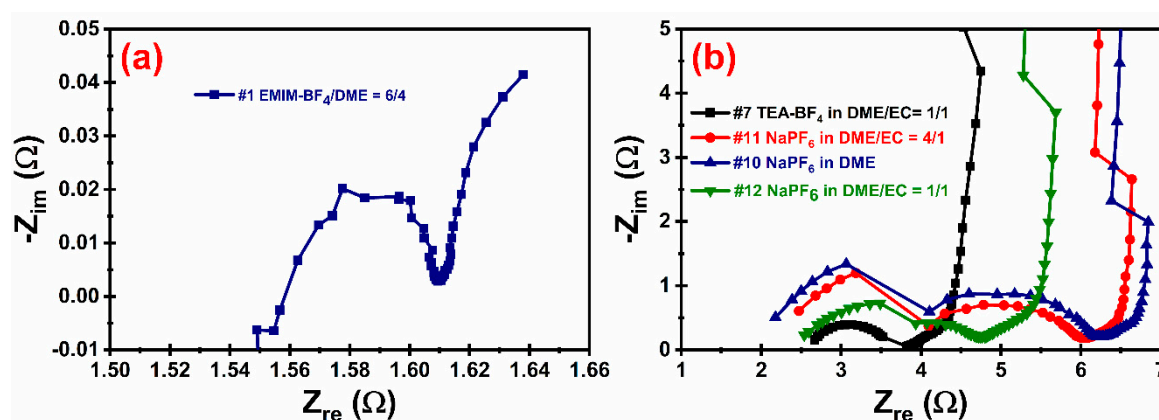 (a)
#1 EMIM-BF₄/DME = 6/4
0.05
0.04
0.03
0.02
0.01
0.00
-0.01
-Zim (Ω)
1.50 1.52 1.54 1.56 1.58 1.60 1.62 1.64 1.66
Zre (Ω)
(b)
#7 TEA-BF₄ in DME/EC= 1/1
#11 NaPF₆ in DME/EC = 4/1
#10 NaPF₆ in DME
#12 NaPF₆ in DME/EC = 1/1
5
4
3
2
1
0
-Zim (Ω)
1 2 3 4 5 6 7
Zre (Ω)